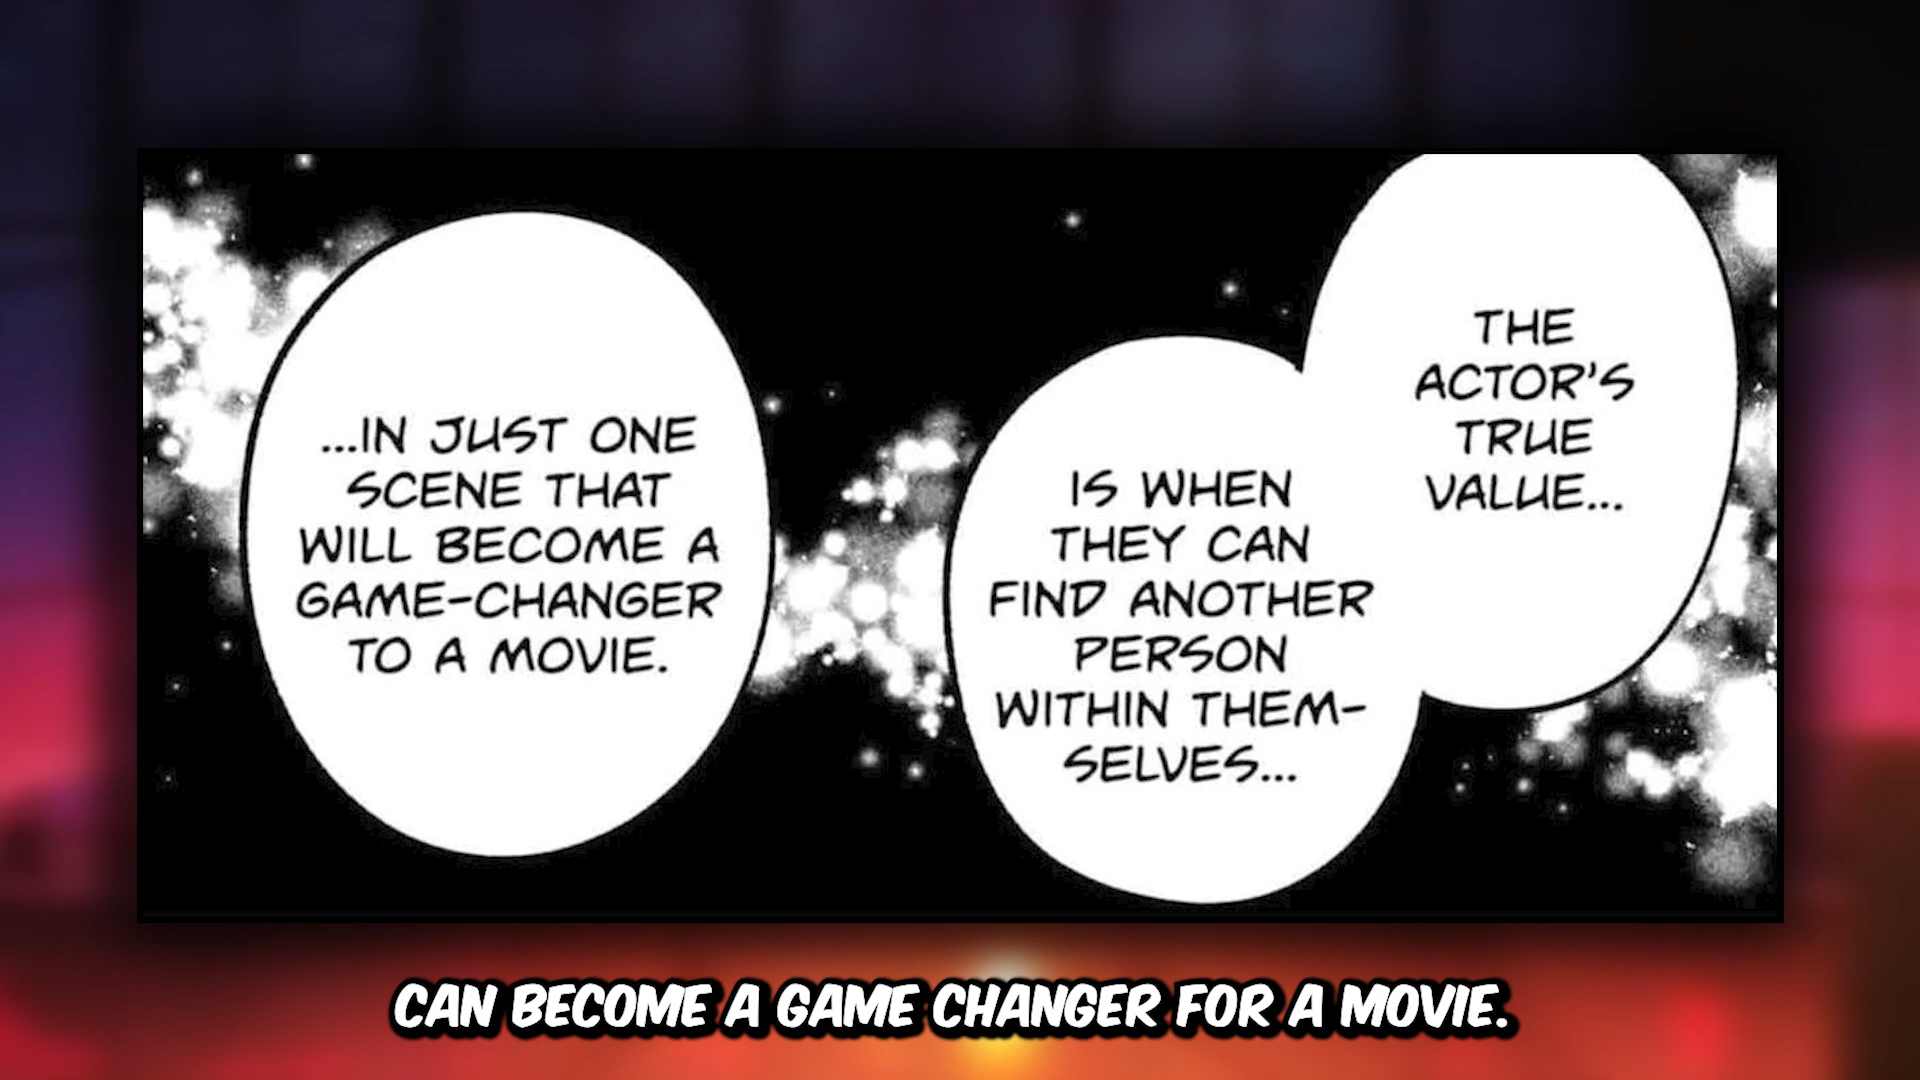 THE
ACTOR'S
TRUE
VALUE...
IS WHEN
THEY CAN
FIND ANOTHER
PERSON
WITHIN THEM-
SELVES...
...IN JUST ONE
SCENE THAT
WILL BECOME A
GAME-CHANGER
TO A MOVIE.
CAN BECOME A GAME CHANGER FOR A MOVIE.